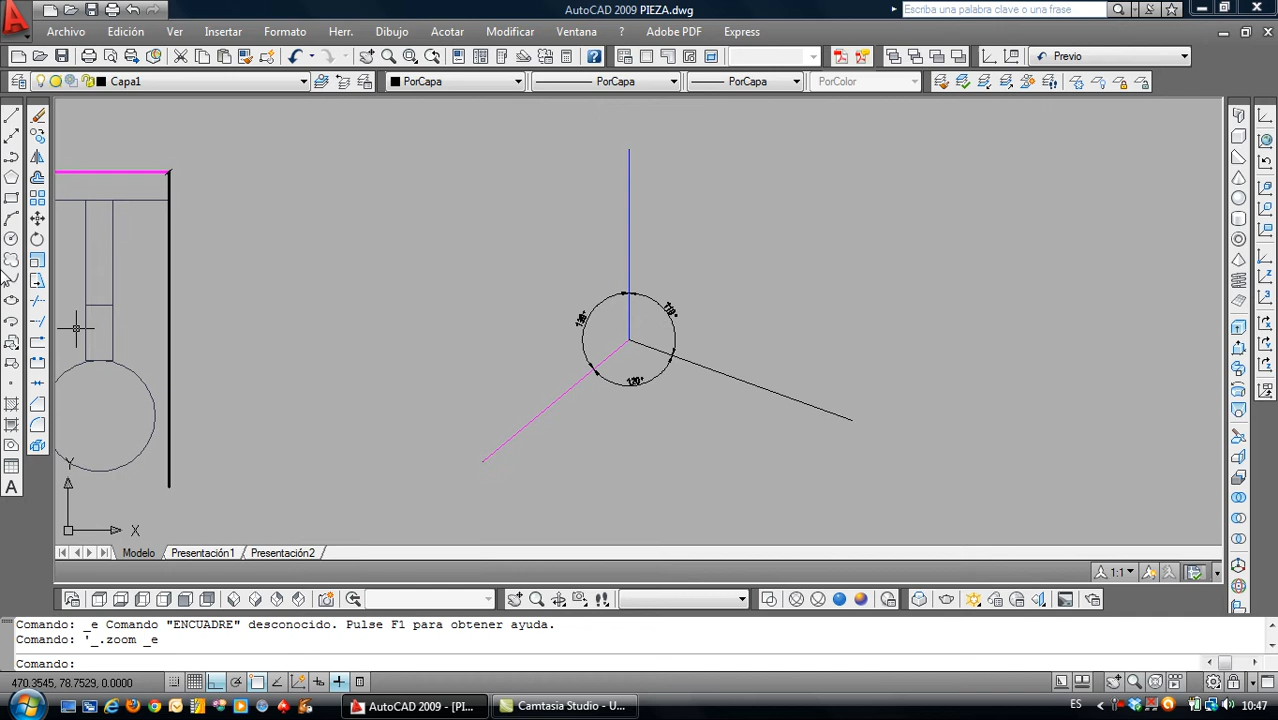 AutoCAD 2009 PIEZA.dwg
Escriba una palabra clave o una frase
Archivo Edición Ver Insertar Formato Herr. Dibujo Acotar Modificar Ventana ? Adobe PDF Express
Previo
Capa1 PorCapa PorCapa PorCapa PorColor
120°
Y
X
A
Modelo Presentación1 Presentación2
1:1
Comando: _e Comando "ENCUADRE" desconocido. Pulse F1 para obtener ayuda.
Comando: '_.zoom _e
Comando:
470.3545, 78.7529, 0.0000
AutoCAD 2009 - [PI... Camtasia Studio - U... ES 10:47